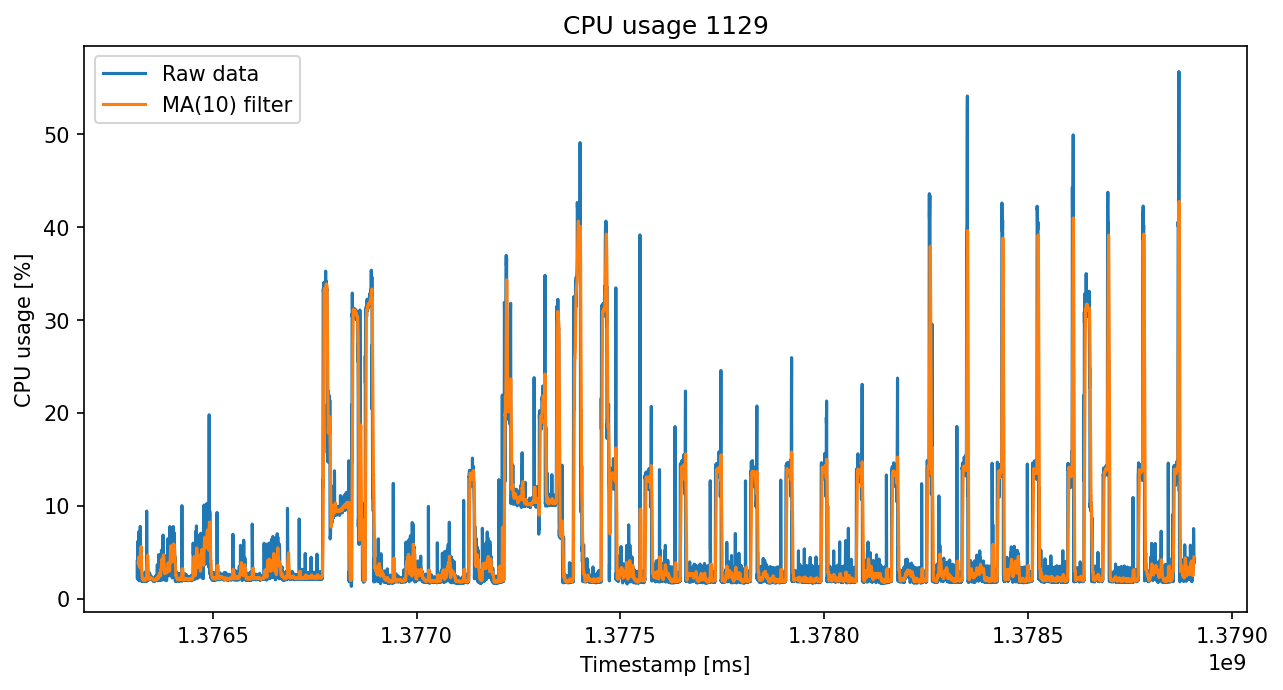 CPU usage 1129
Raw data
MA(10) filter
CPU usage [%]
50
40
30
20
10
0
1.3765 1.3770 1.3775 1.3780 1.3785 1.3790
1e9
Timestamp [ms]